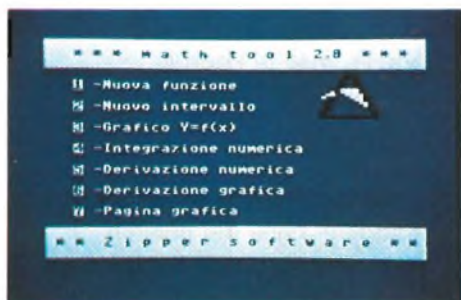 * * * math tool 2.0 * * *
1 -Nuova funzione
2 -Nuovo intervallo
3 -Grafico Y=f(x)
4 -Integrazione numerica
5 -Derivazione numerica
6 -Derivazione grafica
7 -Pagina grafica
** Zipper software **